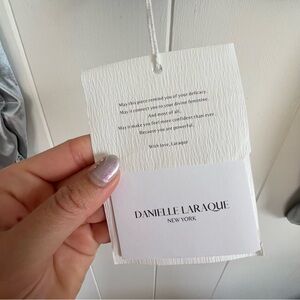 May this piece remind you of your delicacy.
May it connect you to your divine feminine.
And most of all,
May it make you feel more confident than ever
Because you are powerful.
With love, Laraque
DANIELLE LARAQUE
NEW YORK